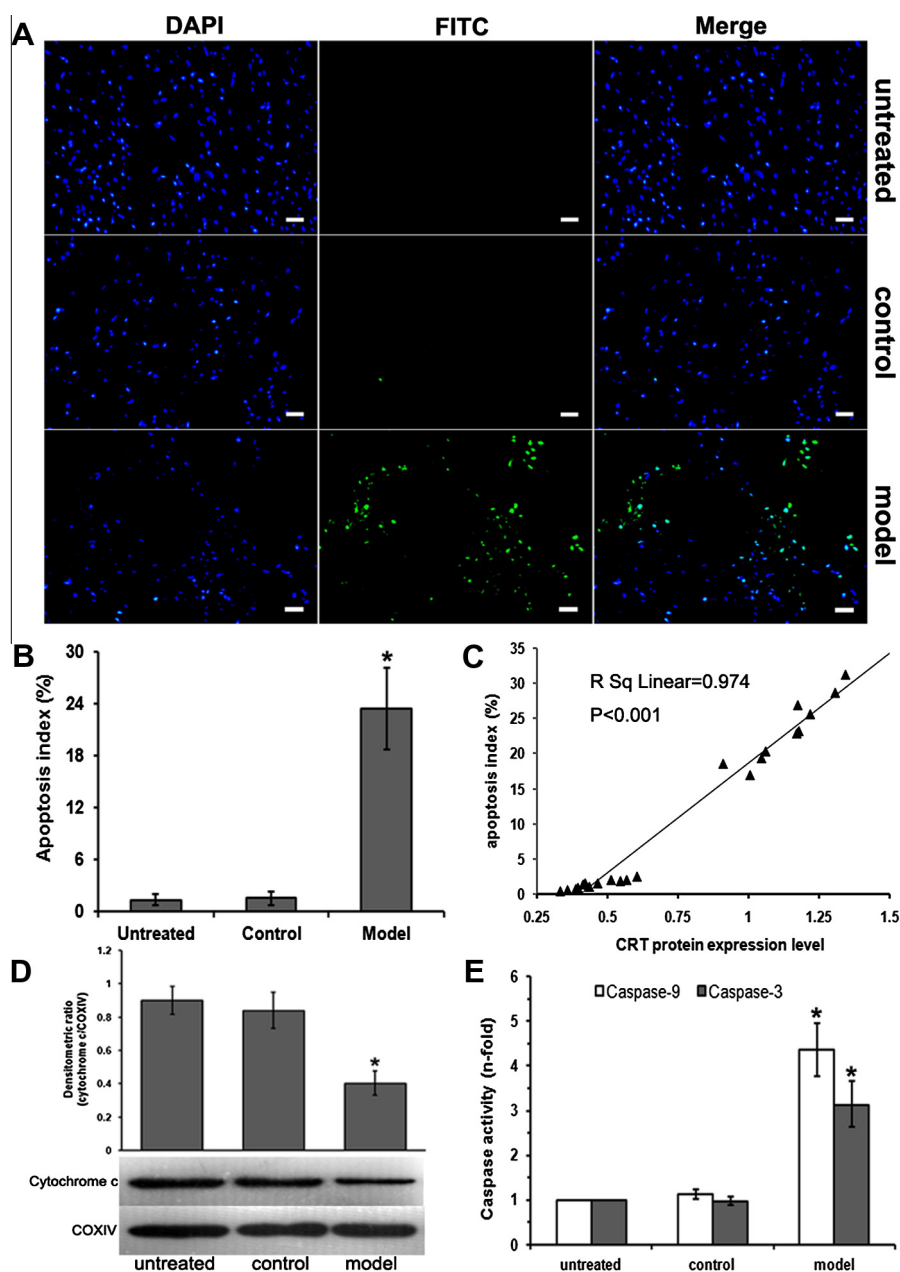 A
DAPI FITC Merge
untreated
control
model
B
30
24
18
12
6
0
Apoptosis index (%)
*
Untreated Control Model
C
35
30
25
20
15
10
5
0
apoptosis index (%)
R Sq Linear=0.974
P<0.001
0.25 0.5 0.75 1 1.25 1.5
CRT protein expression level
D
1.2
1
0.8
0.6
0.4
0.2
0
Densitometric ratio
(cytochrome c/COXIV)
*
Cytochrome c
COXIV
untreated control model
E
6
5
4
3
2
1
0
Caspase activity (n-fold)
Caspase-9 Caspase-3
*
*
untreated control model